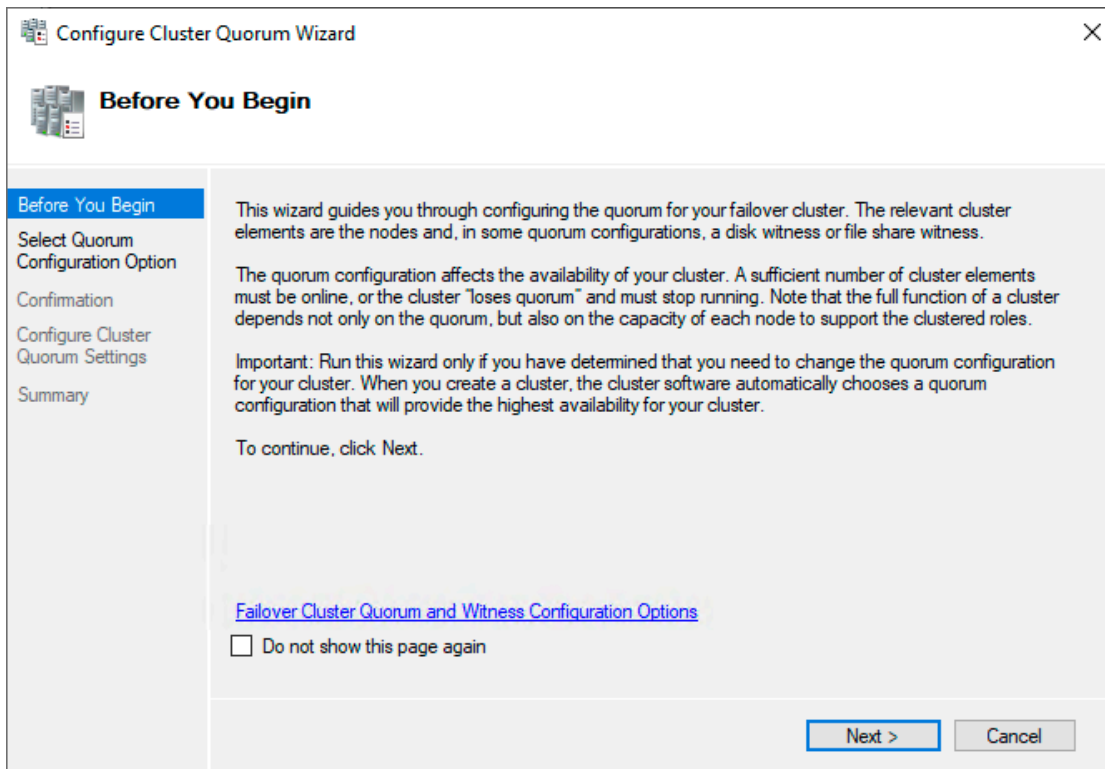 Configure Cluster Quorum Wizard
Before You Begin
Before You Begin
Select Quorum
Configuration Option
Confirmation
Configure Cluster
Quorum Settings
Summary
This wizard guides you through configuring the quorum for your failover cluster. The relevant cluster
elements are the nodes and, in some quorum configurations, a disk witness or file share witness.
The quorum configuration affects the availability of your cluster. A sufficient number of cluster elements
must be online, or the cluster "loses quorum" and must stop running. Note that the full function of a cluster
depends not only on the quorum, but also on the capacity of each node to support the clustered roles.
Important: Run this wizard only if you have determined that you need to change the quorum configuration
for your cluster. When you create a cluster, the cluster software automatically chooses a quorum
configuration that will provide the highest availability for your cluster.
To continue, click Next.
Failover Cluster Quorum and Witness Configuration Options
Do not show this page again
Next >
Cancel